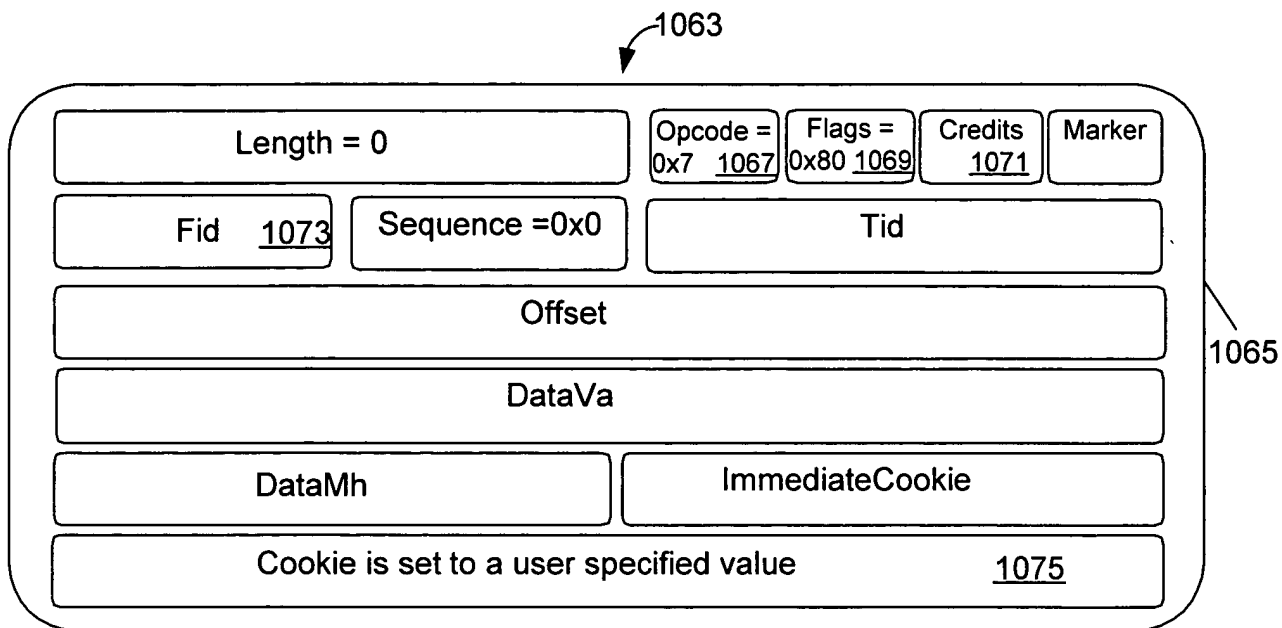 1063
Length = 0
Opcode =
0x7 1067
Flags =
0x80 1069
Credits
1071
Marker
Fid 1073
Sequence =0x0
Tid
Offset
1065
DataVa
DataMh
ImmediateCookie
Cookie is set to a user specified value 1075